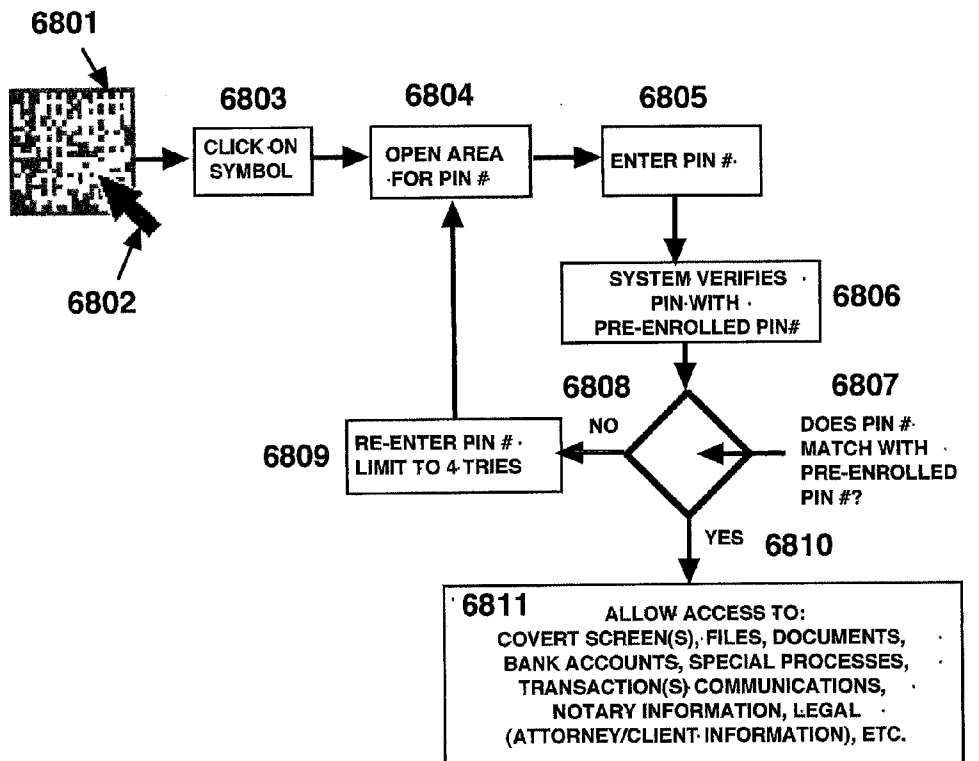 6801
6802
6803
CLICK ON
SYMBOL
6804
OPEN AREA
FOR PIN #
6805
ENTER PIN #
SYSTEM VERIFIES
PIN WITH
PRE-ENROLLED PIN#
6806
6807
DOES PIN #
MATCH WITH
PRE-ENROLLED
PIN #?
6808
NO
6809
RE-ENTER PIN #
LIMIT TO 4 TRIES
YES
6810
6811
ALLOW ACCESS TO:
COVERT SCREEN(S), FILES, DOCUMENTS,
BANK ACCOUNTS, SPECIAL PROCESSES,
TRANSACTION(S) COMMUNICATIONS,
NOTARY INFORMATION, LEGAL
(ATTORNEY/CLIENT INFORMATION), ETC.